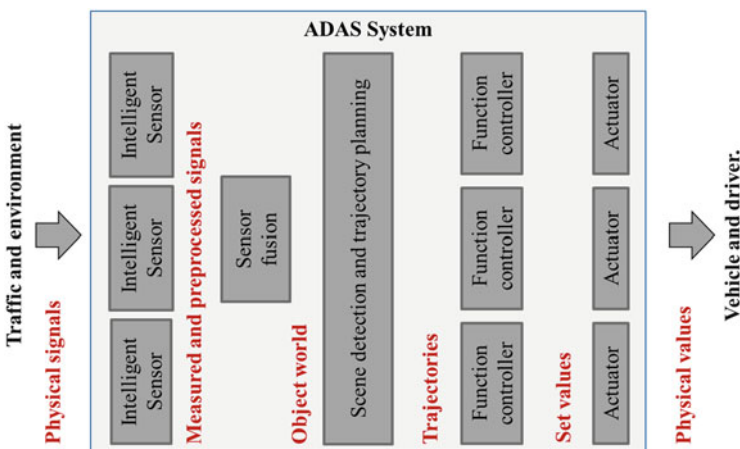 ADAS System
Traffic and environment
Physical signals
Intelligent
Sensor
Intelligent
Sensor
Intelligent
Sensor
Measured and preprocessed signals
Sensor
fusion
Object world
Scene detection and trajectory planning
Trajectories
Function
controller
Function
controller
Function
controller
Set values
Actuator
Actuator
Actuator
Physical values
Vehicle and driver.